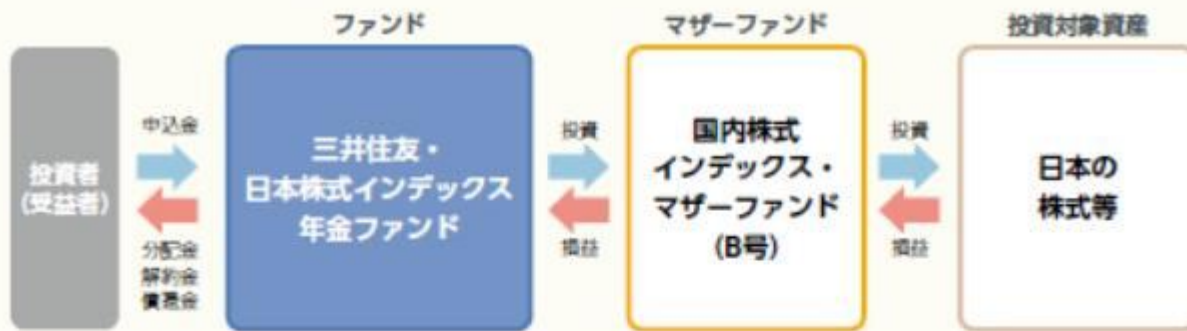 ファンド
マザーファンド
投資対象資産
投資者
(受益者)
申込金
分配金
解約金
償還金
三井住友・
日本株式インデックス
年金ファンド
投資
損益
国内株式
インデックス・
マザーファンド
(B号)
投資
損益
日本の
株式等